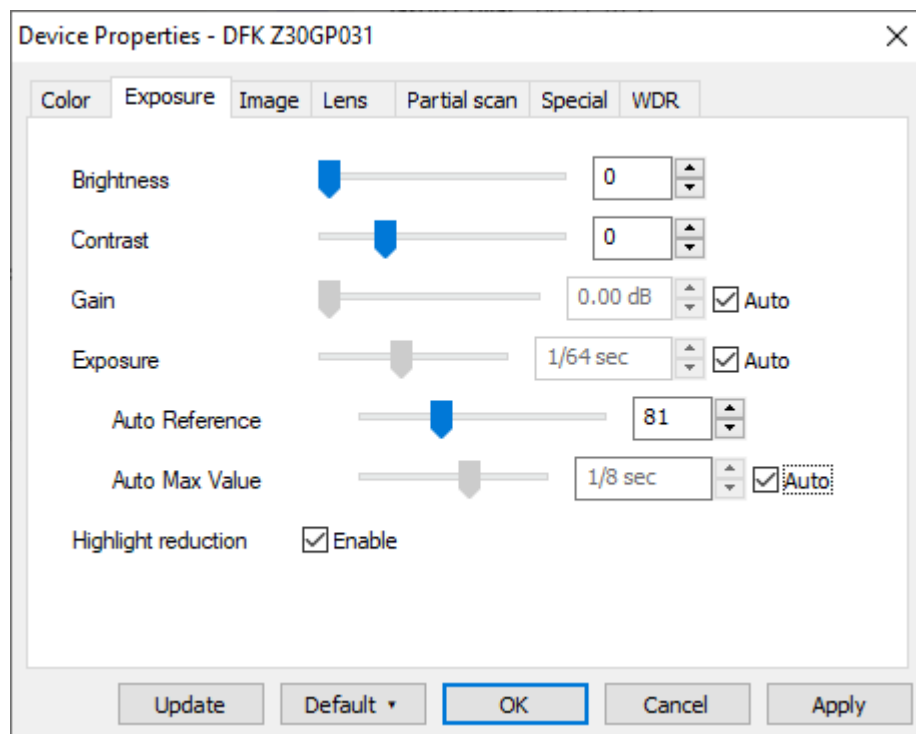 Device Properties - DFK Z30GP031
Color Exposure Image Lens Partial scan Special WDR
Brightness 0
Contrast 0
Gain 0.00 dB Auto
Exposure 1/64 sec Auto
Auto Reference 81
Auto Max Value 1/8 sec Auto
Highlight reduction Enable
Update Default OK Cancel Apply